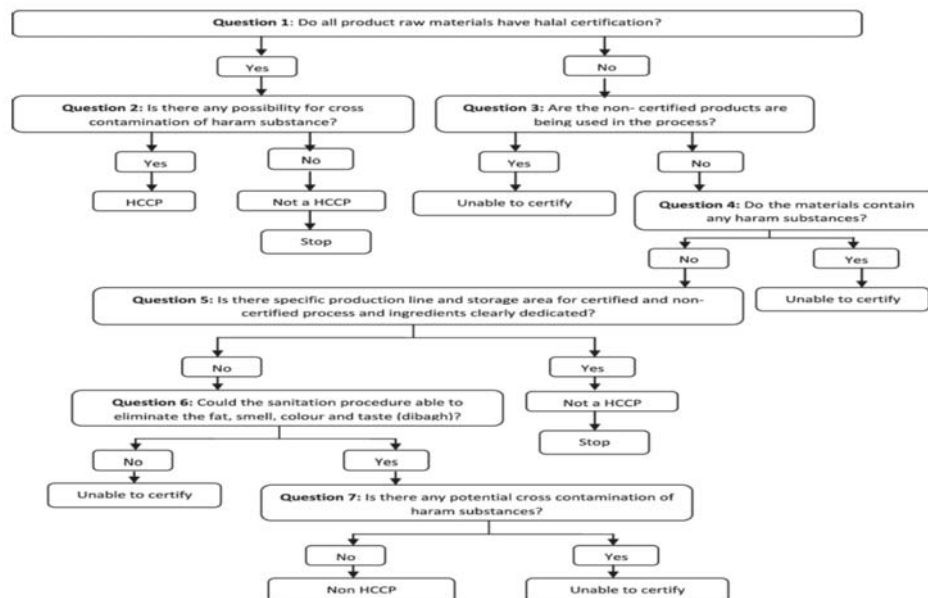 Question 1: Do all product raw materials have halal certification?
Yes
No
Question 2: Is there any possibility for cross
contamination of haram substance?
Question 3: Are the non- certified products are
being used in the process?
Yes
No
Yes
No
HCCP
Not a HCCP
Unable to certify
Question 4: Do the materials contain
any haram substances?
Stop
No
Yes
Unable to certify
Question 5: Is there specific production line and storage area for certified and non-
certified process and ingredients clearly dedicated?
No
Yes
Question 6: Could the sanitation procedure able to
eliminate the fat, smell, colour and taste (dibagh)?
Not a HCCP
Stop
No
Yes
Unable to certify
Question 7: Is there any potential cross contamination of
haram substances?
No
Yes
Non HCCP
Unable to certify